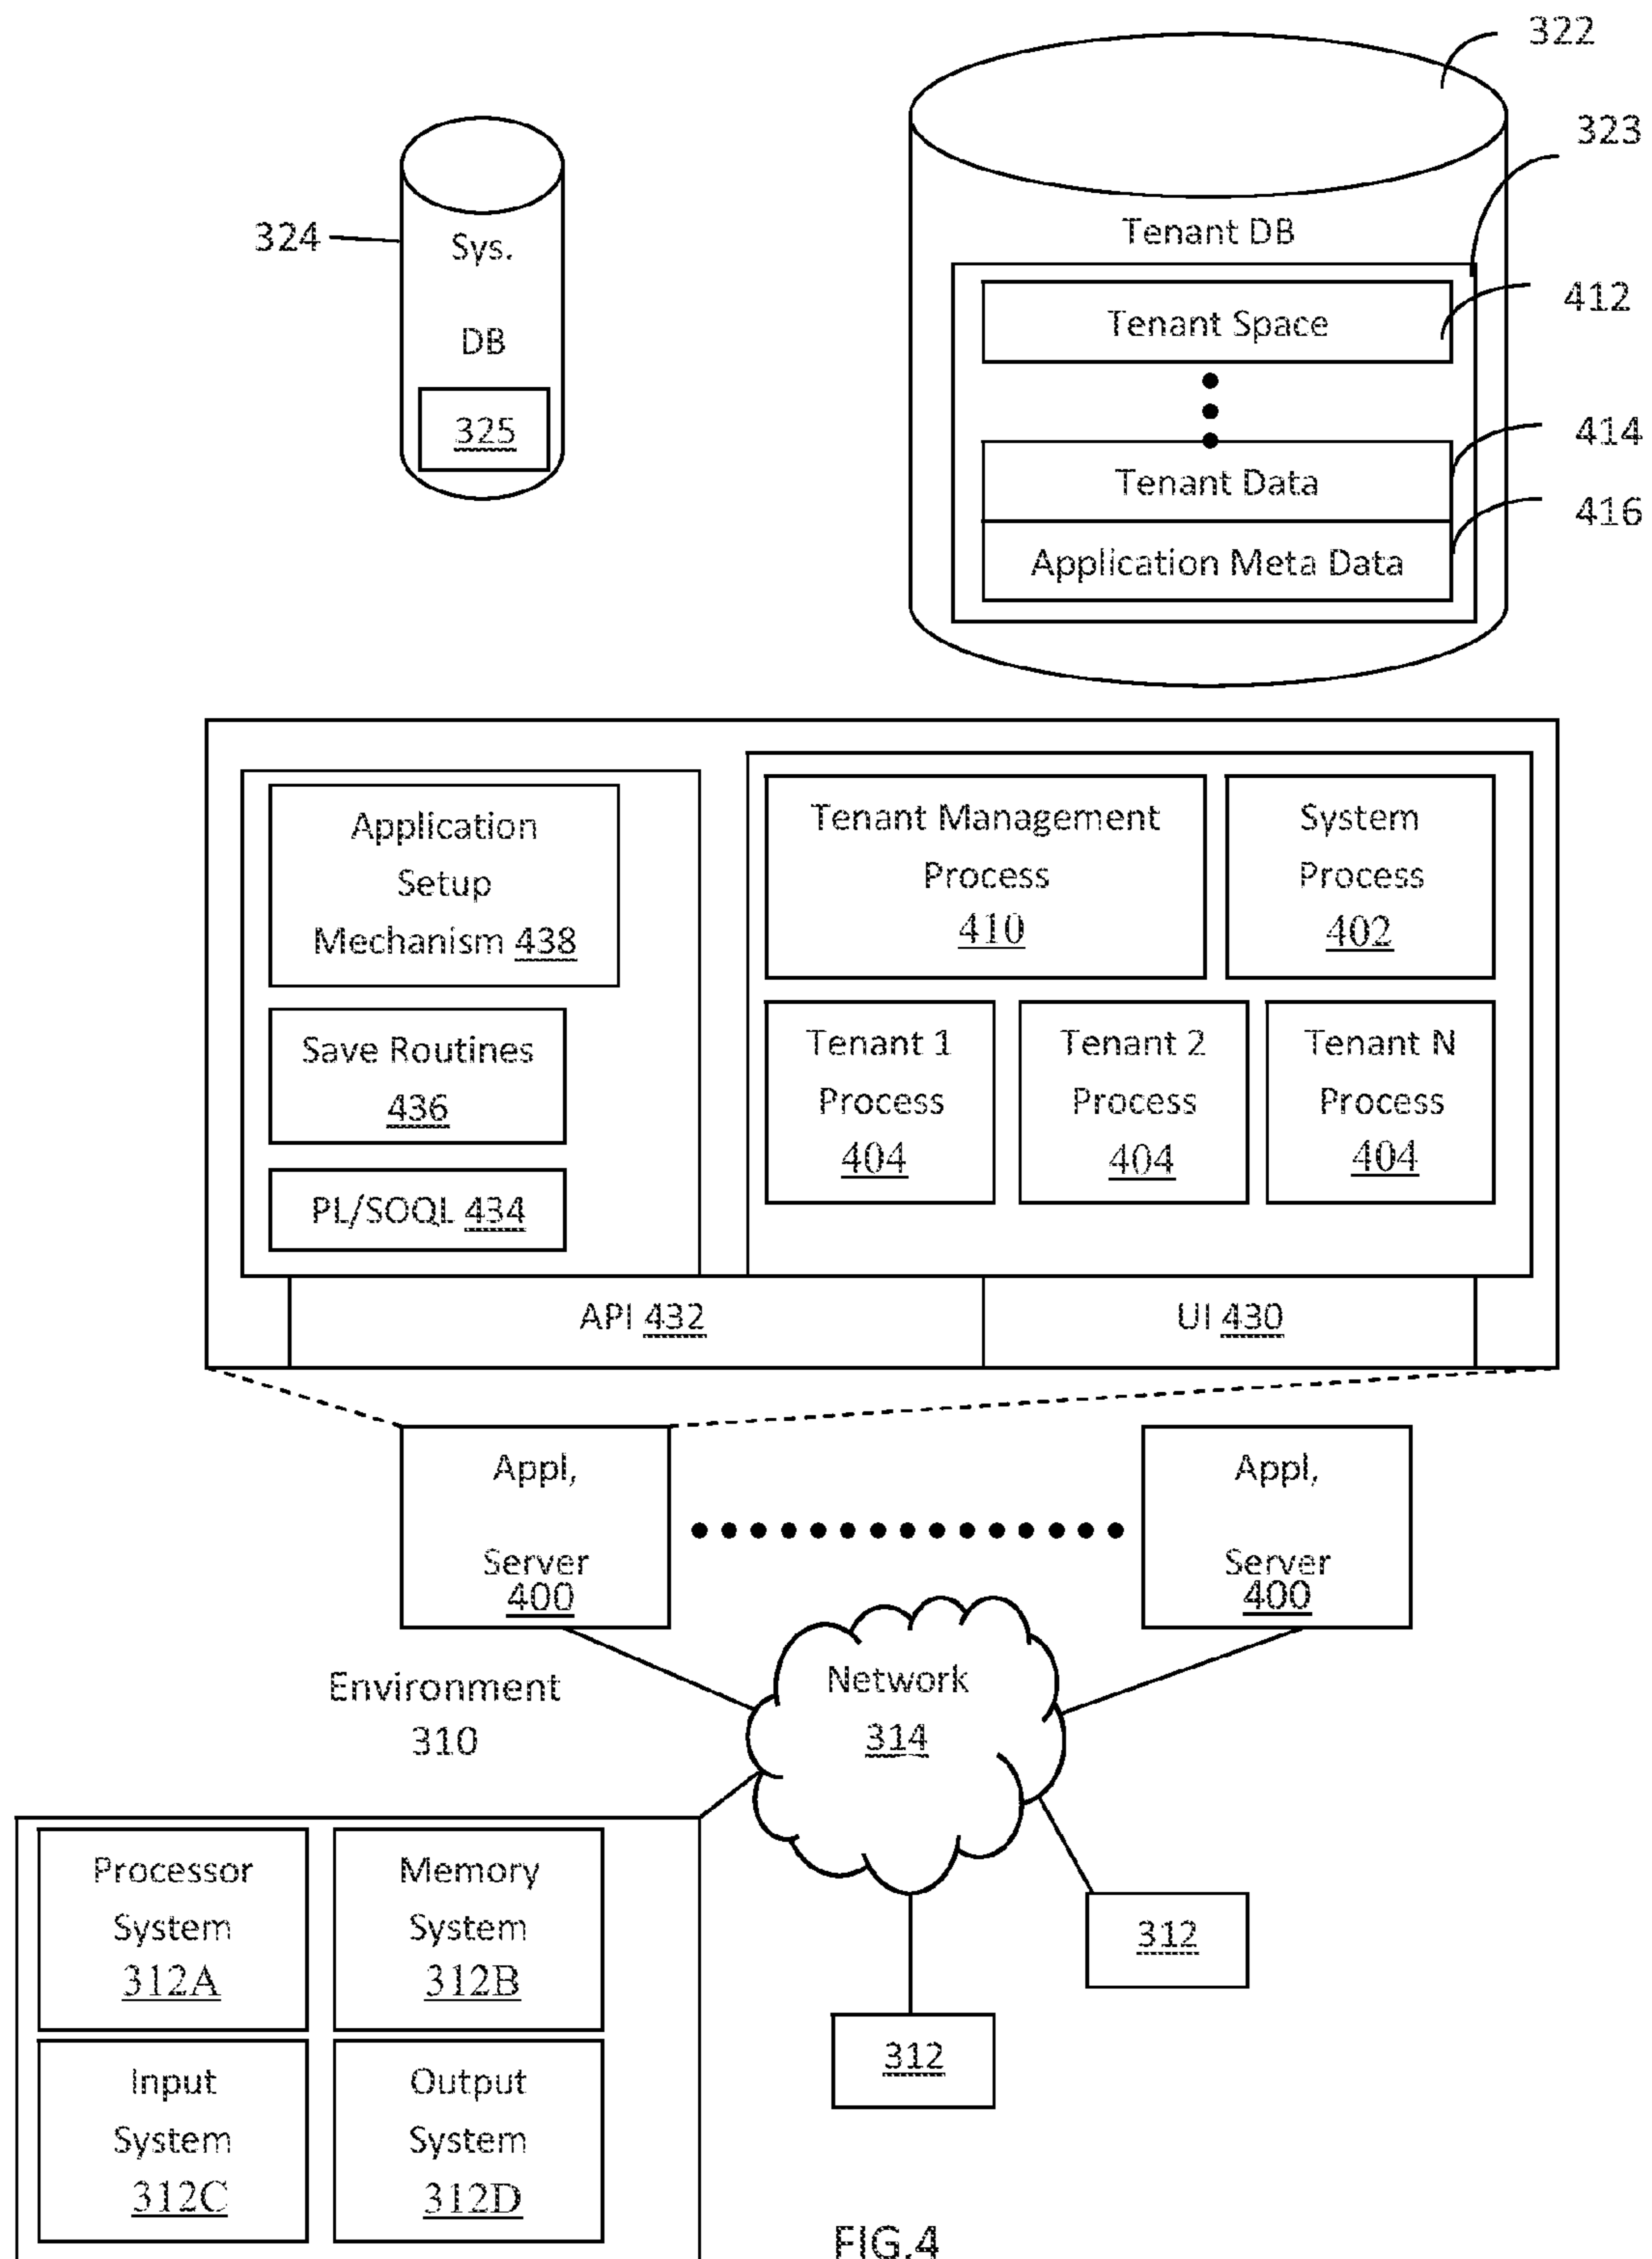 322
323
Tenant DB
324
Sys.
DB
325
Tenant Space
412
Tenant Data
414
Application Meta Data
416
Application
Setup
Mechanism 438
Save Routines
436
PL/SOQL 434
Tenant Management
Process
410
System
Process
402
Tenant 1
Process
404
Tenant 2
Process
404
Tenant N
Process
404
API 432
UI 430
Appl,
Server
400
Appl,
Server
400
Environment
310
Network
314
Processor
System
312A
Memory
System
312B
Input
System
312C
Output
System
312D
312
312
FIG.4